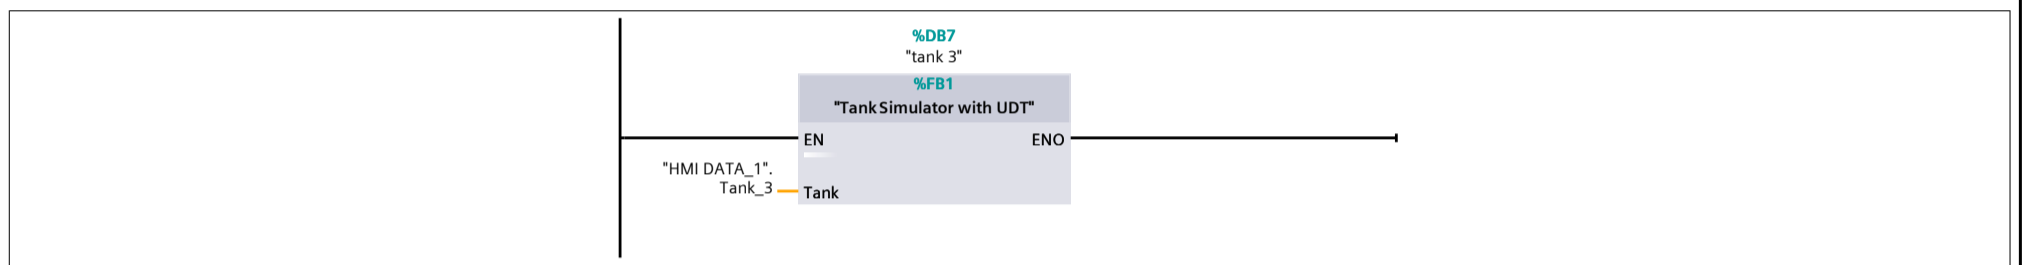 %DB7
"tank 3"
%FB1
"Tank Simulator with UDT"
EN
ENO
"HMI DATA_1".
Tank_3
Tank